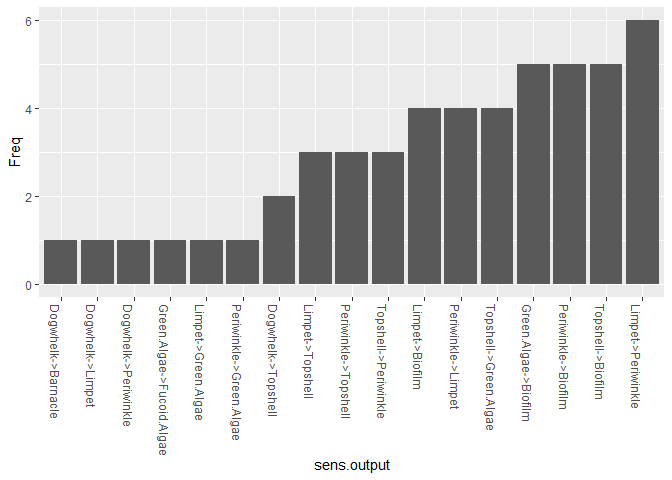 6
4
2
0
Freq
Dogwhelk->Barnacle
Dogwhelk->Limpet
Dogwhelk->Periwinkle
Green.Algae->Fucoid.Algae
Limpet->Green.Algae
Periwinkle->Green.Algae
Dogwhelk->Topshell
Limpet->Topshell
Periwinkle->Topshell
Topshell->Periwinkle
Limpet->Biofilm
Periwinkle->Limpet
Topshell->Green.Algae
Green.Algae->Biofilm
Periwinkle->Biofilm
Topshell->Biofilm
Limpet->Periwinkle
sens.output